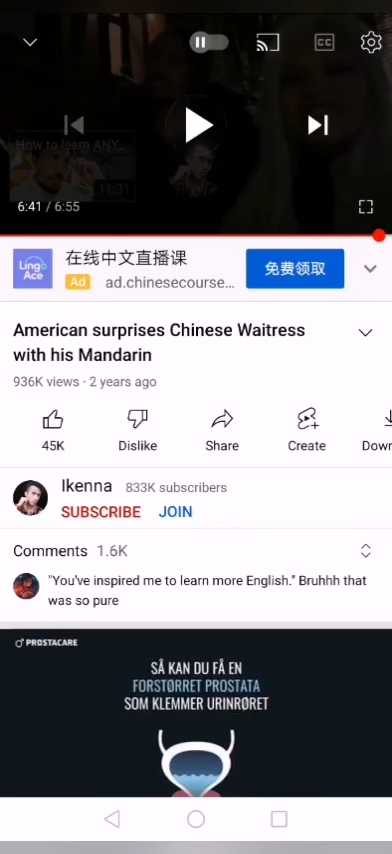 CC
How to learn ANY...
11:31
6:41 / 6:55
Lingo
Ace
在线中文直播课
Ad ad.chinesecourse...
免费领取
American surprises Chinese Waitress
with his Mandarin
936K views · 2 years ago
45K
Dislike
Share
Create
Down
Ikenna 833K subscribers
SUBSCRIBE JOIN
Comments 1.6K
"You've inspired me to learn more English." Bruhhh that
was so pure
PROSTACARE
SÅ KAN DU FÅ EN
FORSTØRRET PROSTATA
SOM KLEMMER URINRØRET